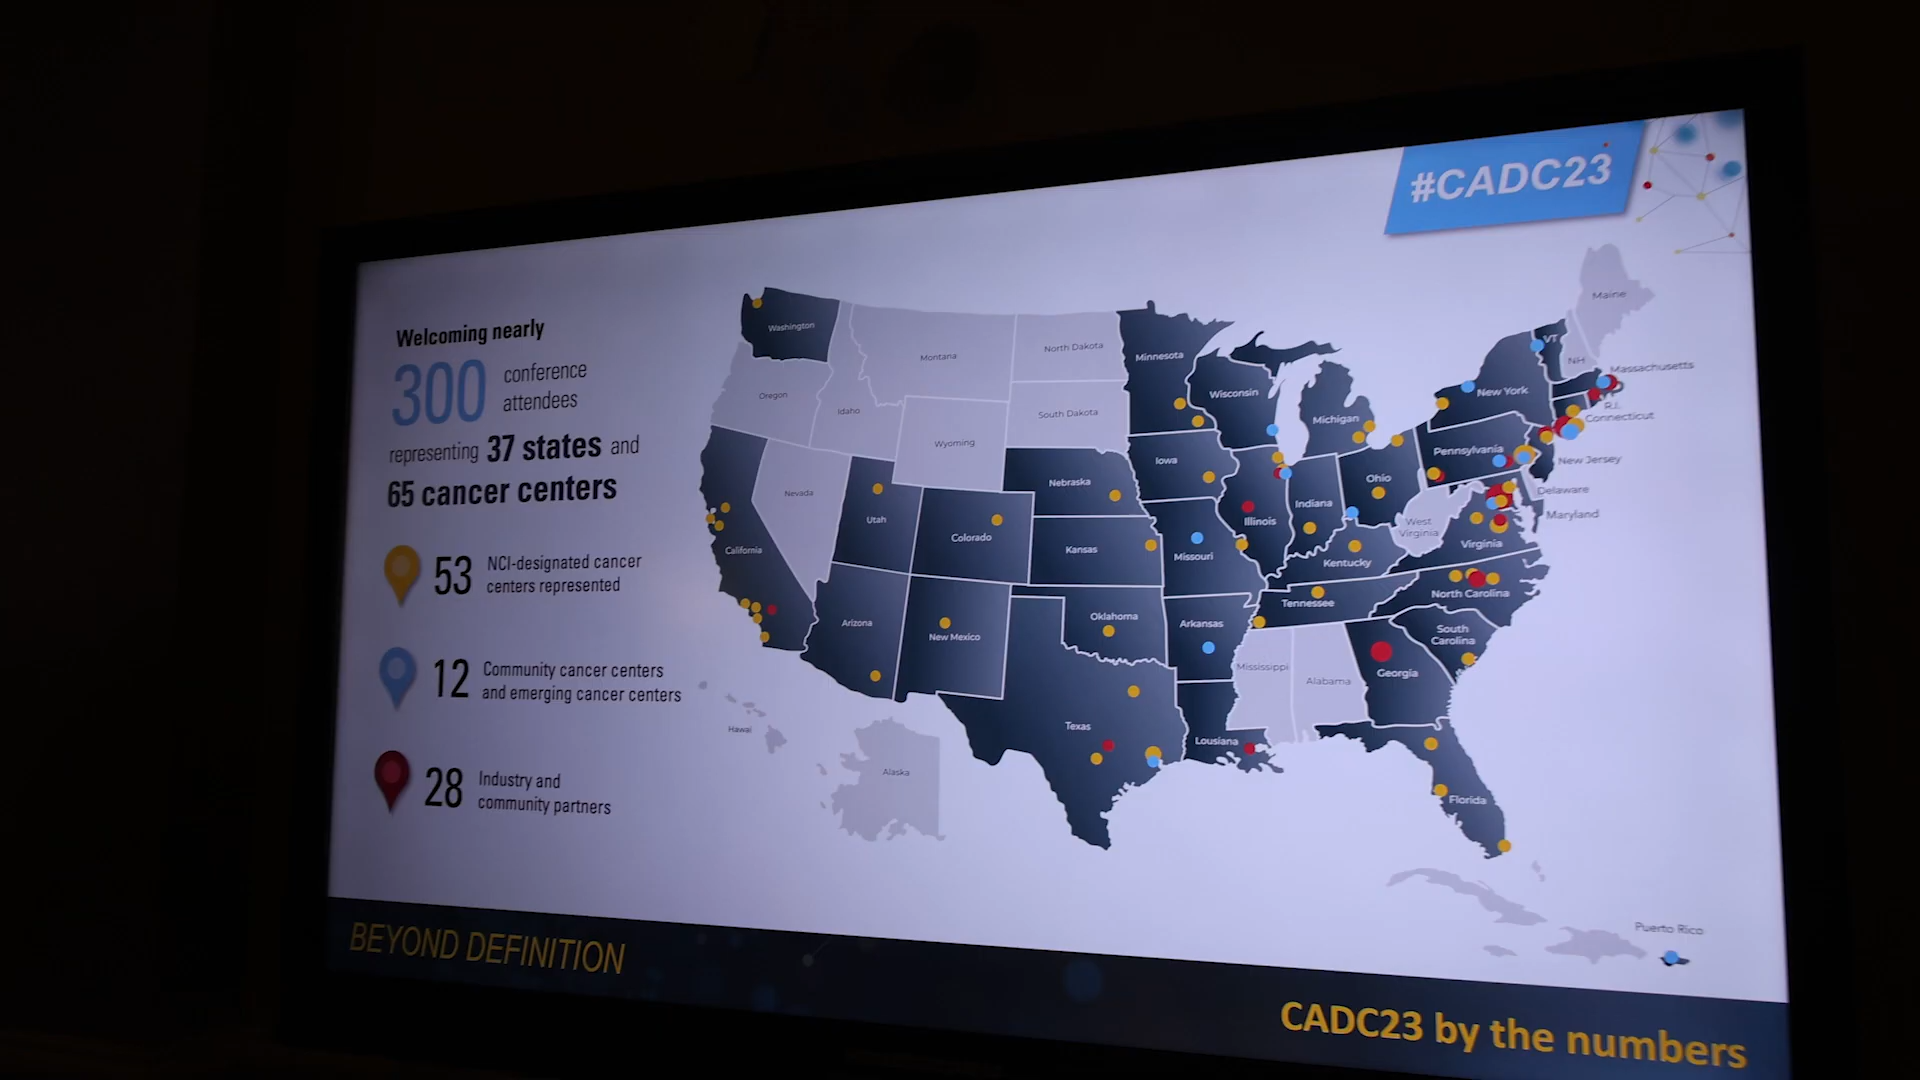 #CADC23
Welcoming nearly
300 conference
attendees
representing 37 states and
65 cancer centers
53 NCI-designated cancer
centers represented
12 Community cancer centers
and emerging cancer centers
28 Industry and
community partners
Washington
Montana
North Dakota
Minnesota
Wisconsin
Michigan
New York
VT
NH
Maine
Massachusetts
R.I.
Connecticut
Oregon
Idaho
Wyoming
South Dakota
Iowa
Nebraska
Illinois
Indiana
Ohio
Pennsylvania
New Jersey
Delaware
Maryland
West
Virginia
Virginia
Nevada
Utah
Colorado
Kansas
Missouri
Kentucky
California
Arizona
New Mexico
Oklahoma
Arkansas
Tennessee
North Carolina
South
Carolina
Mississippi
Alabama
Georgia
Texas
Lousiana
Florida
Hawai
Alaska
Puerto Rico
BEYOND DEFINITION
CADC23 by the numbers